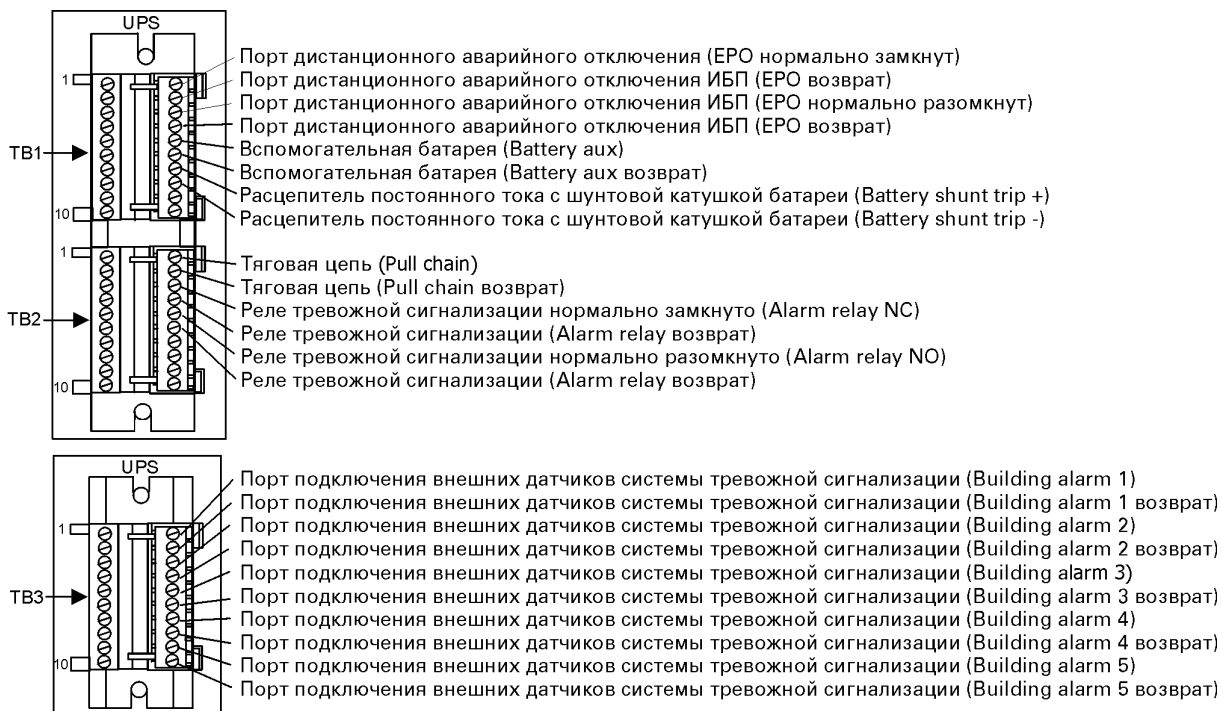 UPS
1
TB1
10
Порт дистанционного аварийного отключения (EPO нормально замкнут)
Порт дистанционного аварийного отключения ИБП (EPO возврат)
Порт дистанционного аварийного отключения ИБП (EPO нормально разомкнут)
Порт дистанционного аварийного отключения ИБП (EPO возврат)
Вспомогательная батарея (Battery aux)
Вспомогательная батарея (Battery aux возврат)
Расцепитель постоянного тока с шунтовой катушкой батареи (Battery shunt trip +)
Расцепитель постоянного тока с шунтовой катушкой батареи (Battery shunt trip -)
1
TB2
10
Тяговая цепь (Pull chain)
Тяговая цепь (Pull chain возврат)
Реле тревожной сигнализации нормально замкнуто (Alarm relay NC)
Реле тревожной сигнализации (Alarm relay возврат)
Реле тревожной сигнализации нормально разомкнуто (Alarm relay NO)
Реле тревожной сигнализации (Alarm relay возврат)
UPS
1
TB3
10
Порт подключения внешних датчиков системы тревожной сигнализации (Building alarm 1)
Порт подключения внешних датчиков системы тревожной сигнализации (Building alarm 1 возврат)
Порт подключения внешних датчиков системы тревожной сигнализации (Building alarm 2)
Порт подключения внешних датчиков системы тревожной сигнализации (Building alarm 2 возврат)
Порт подключения внешних датчиков системы тревожной сигнализации (Building alarm 3)
Порт подключения внешних датчиков системы тревожной сигнализации (Building alarm 3 возврат)
Порт подключения внешних датчиков системы тревожной сигнализации (Building alarm 4)
Порт подключения внешних датчиков системы тревожной сигнализации (Building alarm 4 возврат)
Порт подключения внешних датчиков системы тревожной сигнализации (Building alarm 5)
Порт подключения внешних датчиков системы тревожной сигнализации (Building alarm 5 возврат)